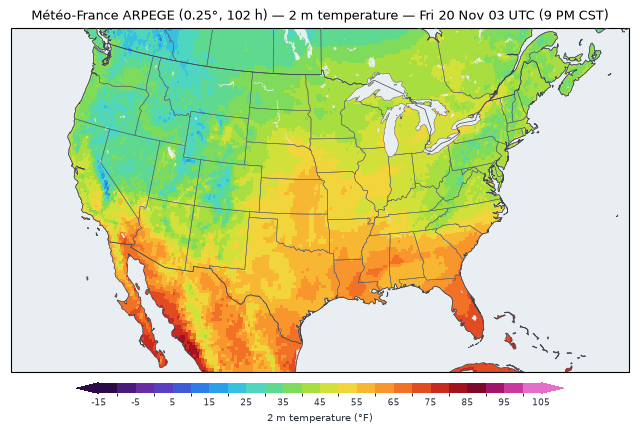 Météo-France ARPEGE (0.25°, 102 h) — 2 m temperature — Fri 20 Nov 03 UTC (9 PM CST)
-15 -5 5 15 25 35 45 55 65 75 85 95 105
2 m temperature (°F)